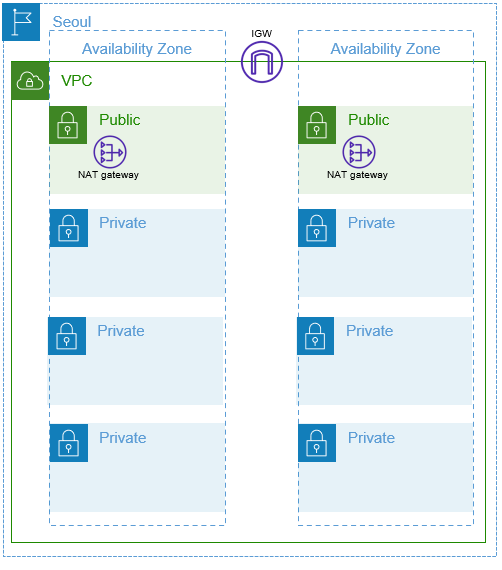 Seoul
IGW
Availability Zone
Availability Zone
VPC
Public
NAT gateway
Public
NAT gateway
Private
Private
Private
Private
Private
Private